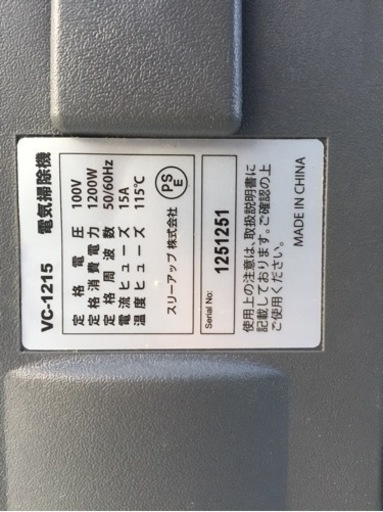 VC-1215 電気掃除機
定格電圧 100V
定格消費電力 1200W
定格周波数 50/60Hz
電流ヒューズ 15A
温度ヒューズ 115℃
PSE
スリーアップ 株式会社
Serial No: 1251251
使用上の注意は、取扱説明書に
記載しております。ご確認の上
ご使用ください。
MADE IN CHINA